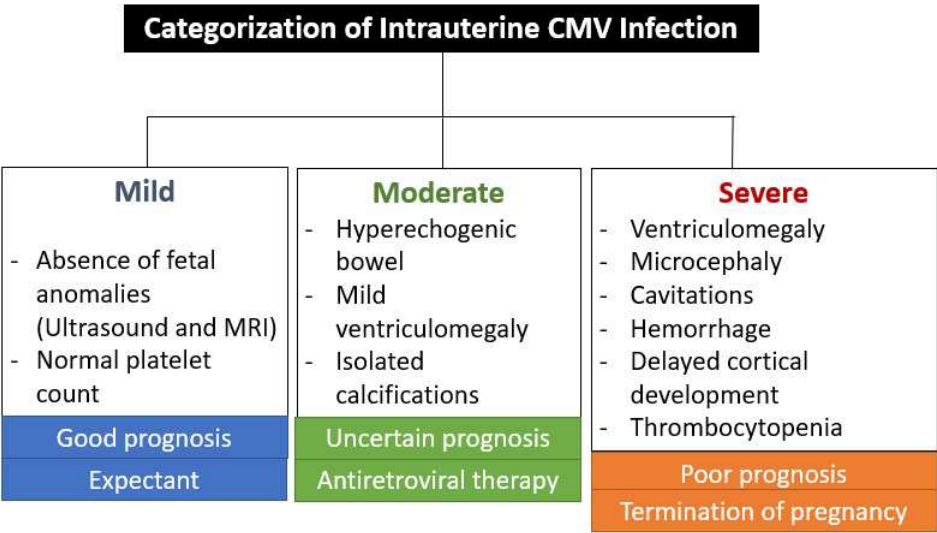 Categorization of Intrauterine CMV Infection
Mild
- Absence of fetal
anomalies
(Ultrasound and MRI)
- Normal platelet
count
Good prognosis
Expectant
Moderate
- Hyperechogenic
bowel
- Mild
ventriculomegaly
- Isolated
calcifications
Uncertain prognosis
Antiretroviral therapy
Severe
- Ventriculomegaly
- Microcephaly
- Cavitations
- Hemorrhage
- Delayed cortical
development
- Thrombocytopenia
Poor prognosis
Termination of pregnancy